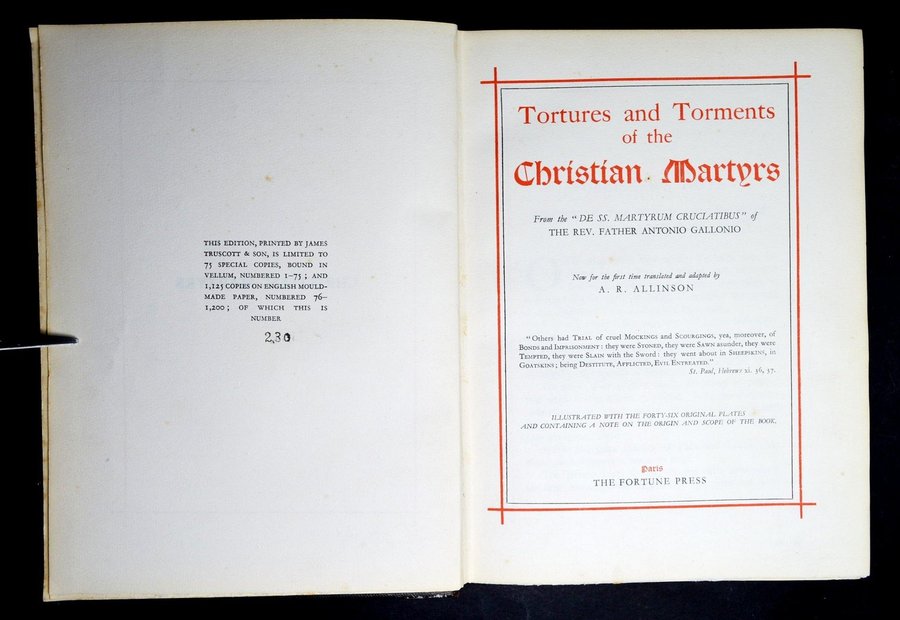 THIS EDITION, PRINTED BY JAMES
TRUSCOTT & SON, IS LIMITED TO
75 SPECIAL COPIES, BOUND IN
VELLUM, NUMBERED 1–75; AND
1,125 COPIES ON ENGLISH MOULD-
MADE PAPER, NUMBERED 76–
1,200; OF WHICH THIS IS
NUMBER
230
Tortures and Torments
of the
Christian Martyrs
From the "DE SS. MARTYRUM CRUCIATIBUS" of
THE REV. FATHER ANTONIO GALLONIO
Now for the first time translated and adapted by
A. R. ALLINSON
"Others had TRIAL of cruel MOCKINGS and SCOURGINGS, yea, moreover, of
BONDS and IMPRISONMENT: they were STONED, they were SAWN asunder, they were
TEMPTED, they were SLAIN with the Sword: they went about in SHEEPSKINS, in
GOATSKINS; being DESTITUTE, AFFLICTED, EVIL ENTREATED."
St. Paul, Hebrews xi. 36, 37.
ILLUSTRATED WITH THE FORTY-SIX ORIGINAL PLATES
AND CONTAINING A NOTE ON THE ORIGIN AND SCOPE OF THE BOOK.
Paris
THE FORTUNE PRESS